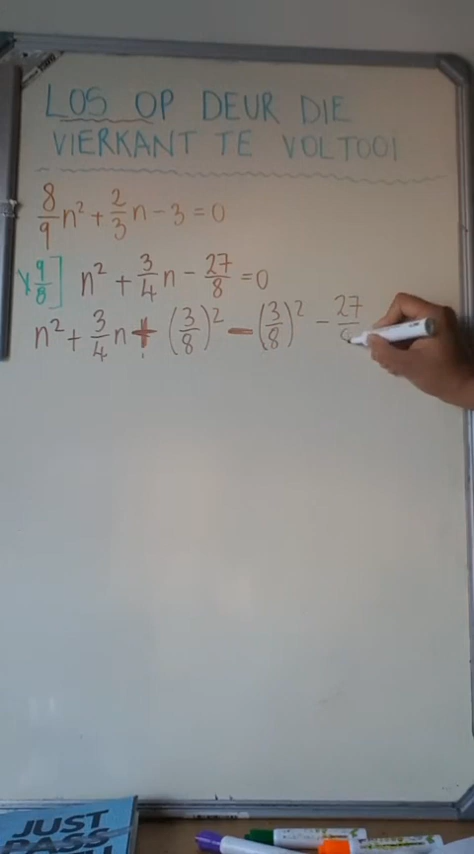 LOS OP DEUR DIE
VIERKANT TE VOLTOOI
8/9 n² + 2/3 n - 3 = 0
x 9/8] n² + 3/4 n - 27/8 = 0
n² + 3/4 n + (3/8)² - (3/8)² - 27/8
JUST
PASS